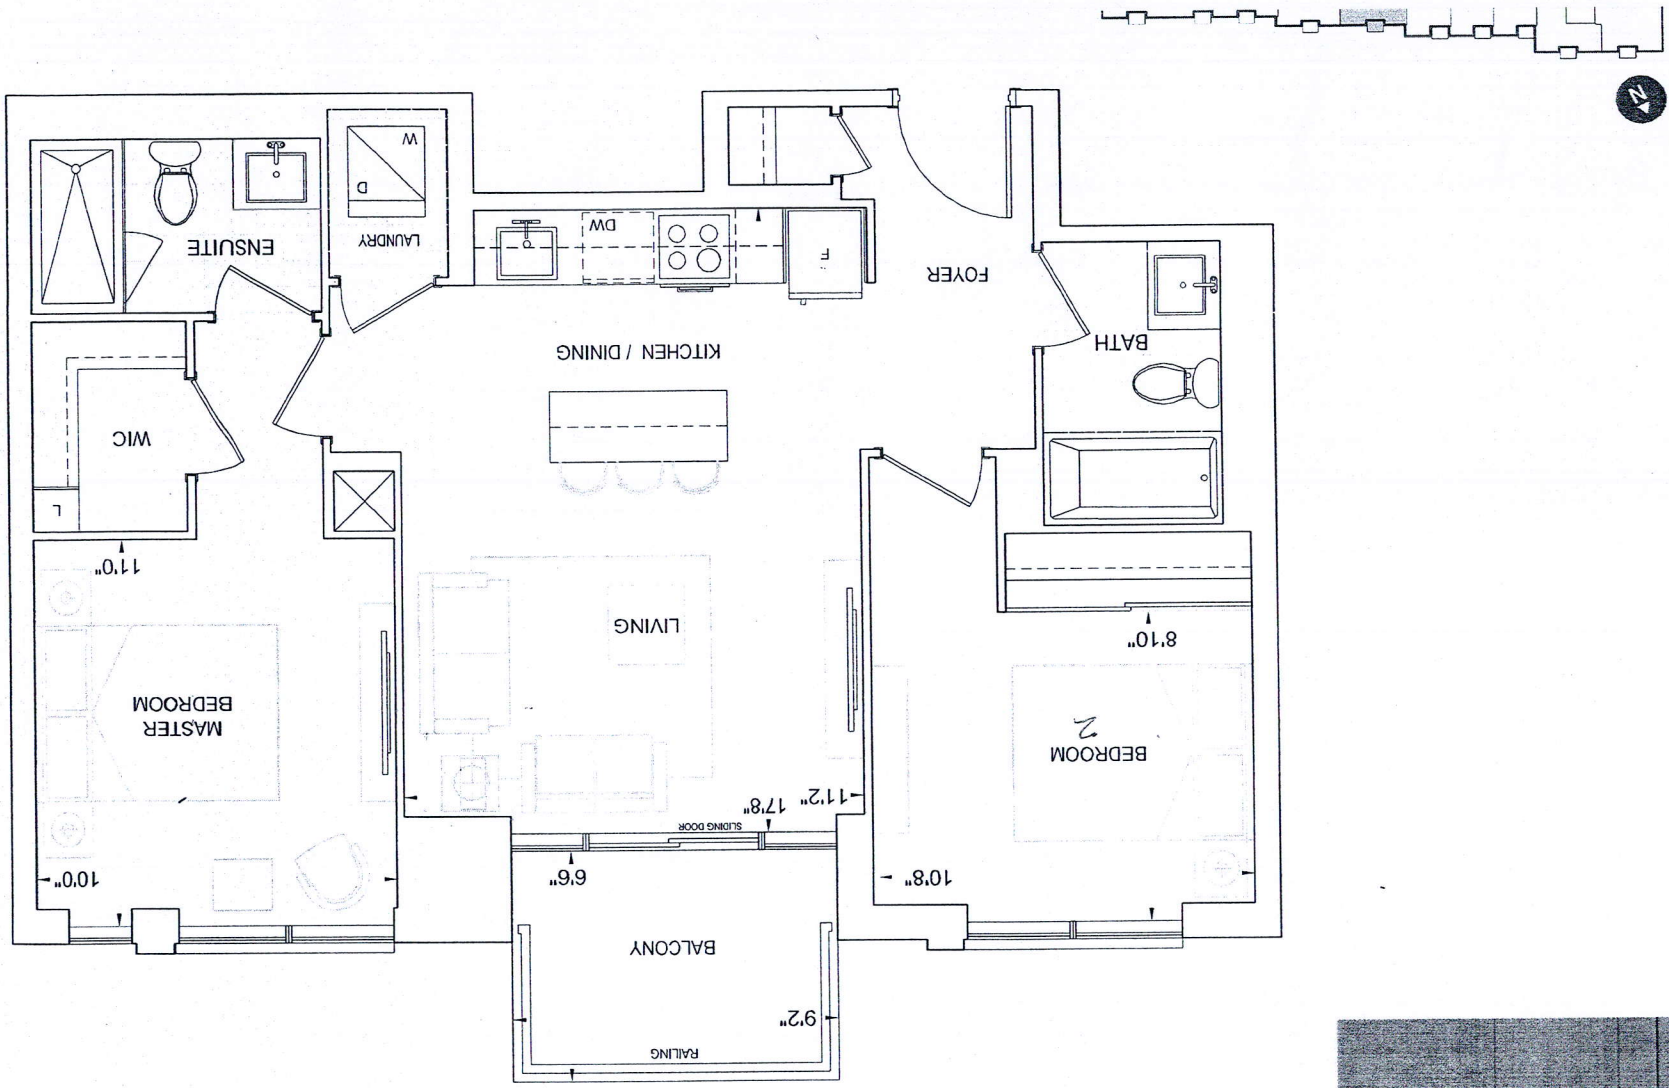 RAILING
9'2"
BALCONY
10'8"
6'6"
10'0"
SLIDING DOOR
11'2"
17'8"
BEDROOM
2
MASTER
BEDROOM
8'10"
LIVING
11'0"
L
WIC
KITCHEN / DINING
BATH
FOYER
F
ENSUITE
LAUNDRY
DW
D
W
N